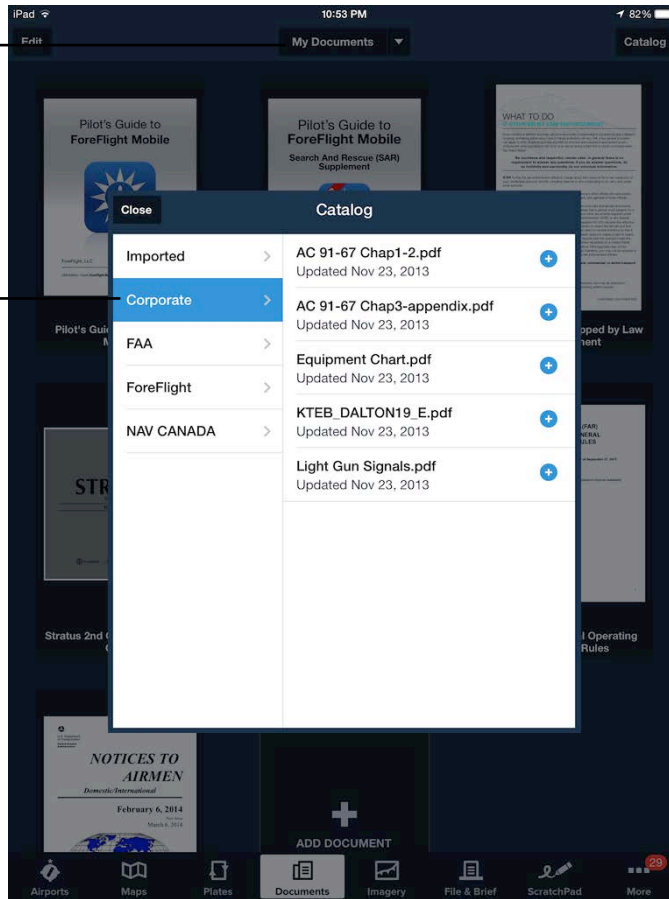 iPad
10:53 PM
82%
Edit
My Documents
Catalog
Pilot's Guide to
ForeFlight Mobile
Pilot's Guide to
ForeFlight Mobile
Search And Rescue (SAR)
Supplement
WHAT TO DO
Close
Catalog
Imported
Corporate
FAA
ForeFlight
NAV CANADA
AC 91-67 Chap1-2.pdf
Updated Nov 23, 2013
AC 91-67 Chap3-appendix.pdf
Updated Nov 23, 2013
Equipment Chart.pdf
Updated Nov 23, 2013
KTEB_DALTON19_E.pdf
Updated Nov 23, 2013
Light Gun Signals.pdf
Updated Nov 23, 2013
Pilot's Gui
pped by Law
ment
(FAR)
NERAL
RULES
STR
Stratus 2nd
l Operating
Rules
NOTICES TO
AIRMEN
Domestic/International
February 6, 2014
ADD DOCUMENT
Airports
Maps
Plates
Documents
Imagery
File & Brief
ScratchPad
More
29